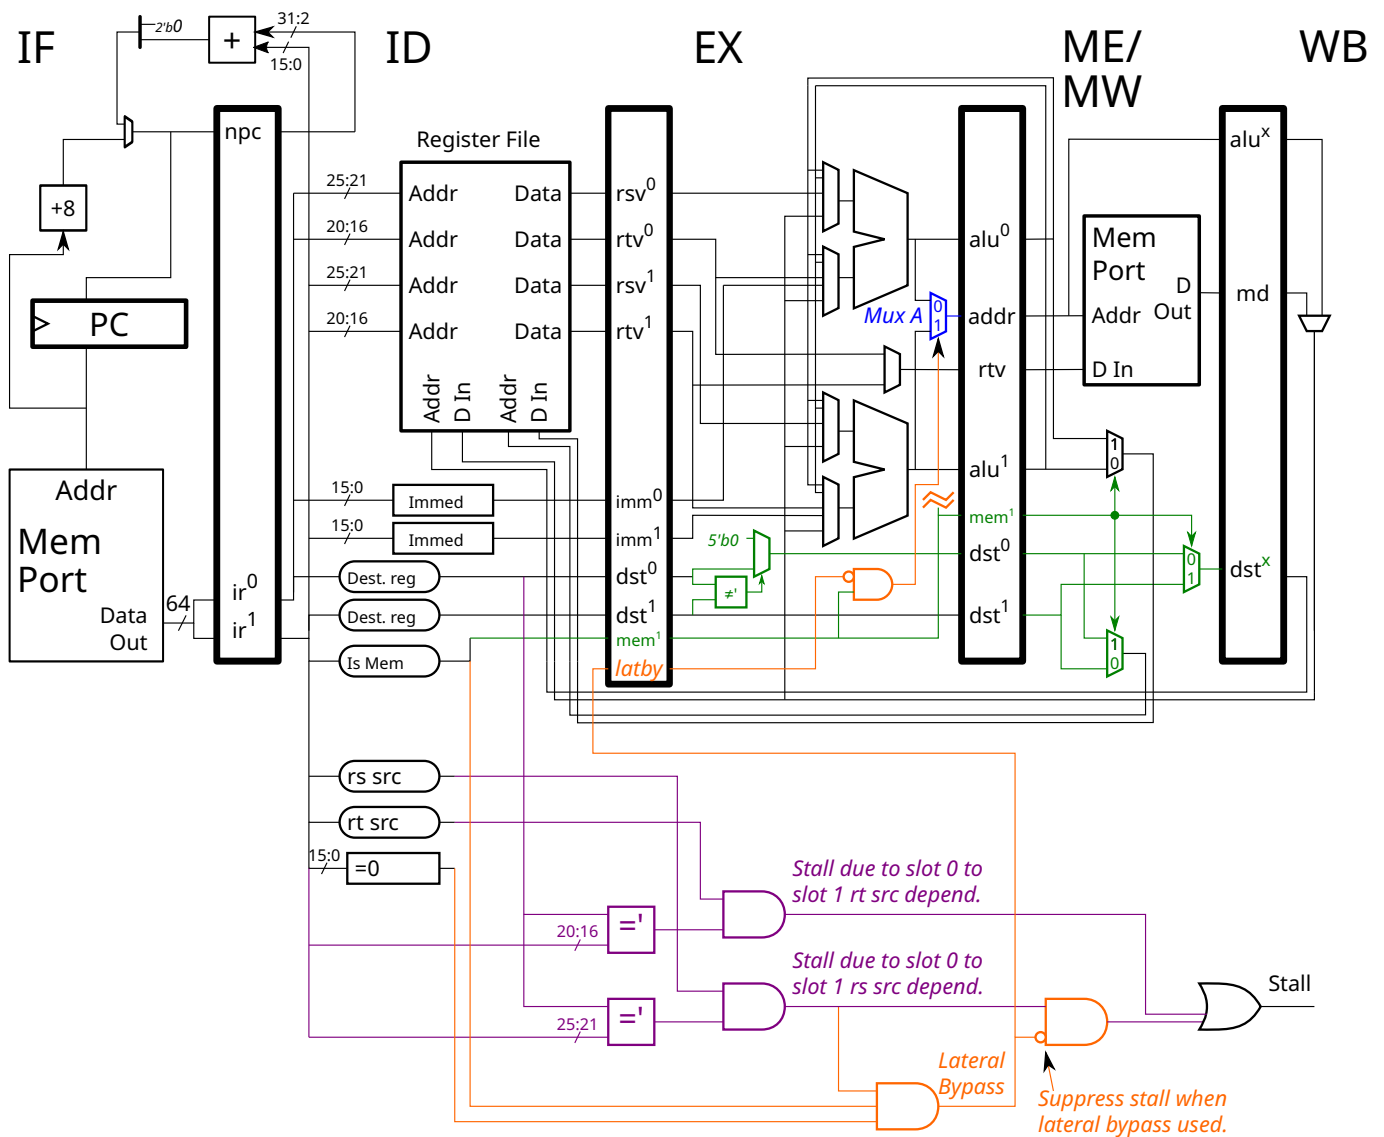 IF
ID
EX
ME/
MW
WB
2'b0
+
31:2
15:0
npc
+8
PC
Addr
Mem
Port
Data
Out
64
ir0
ir1
Register File
25:21
20:16
25:21
20:16
Addr
Addr
Addr
Addr
Data
Data
Data
Data
Addr
D In
Addr
D In
15:0
Immed
15:0
Immed
Dest. reg
Dest. reg
Is Mem
rsv0
rtv0
rsv1
rtv1
imm0
imm1
dst0
dst1
mem1
latby
5'b0
≠'
Mux A
0
1
alu0
addr
rtv
alu1
mem1
dst0
dst1
Mem
Port
D
Out
Addr
D In
1
0
0
1
1
0
alux
md
dstx
rs src
rt src
15:0
=0
20:16
='
25:21
='
Stall due to slot 0 to
slot 1 rt src depend.
Stall due to slot 0 to
slot 1 rs src depend.
Stall
Lateral
Bypass
Suppress stall when
lateral bypass used.